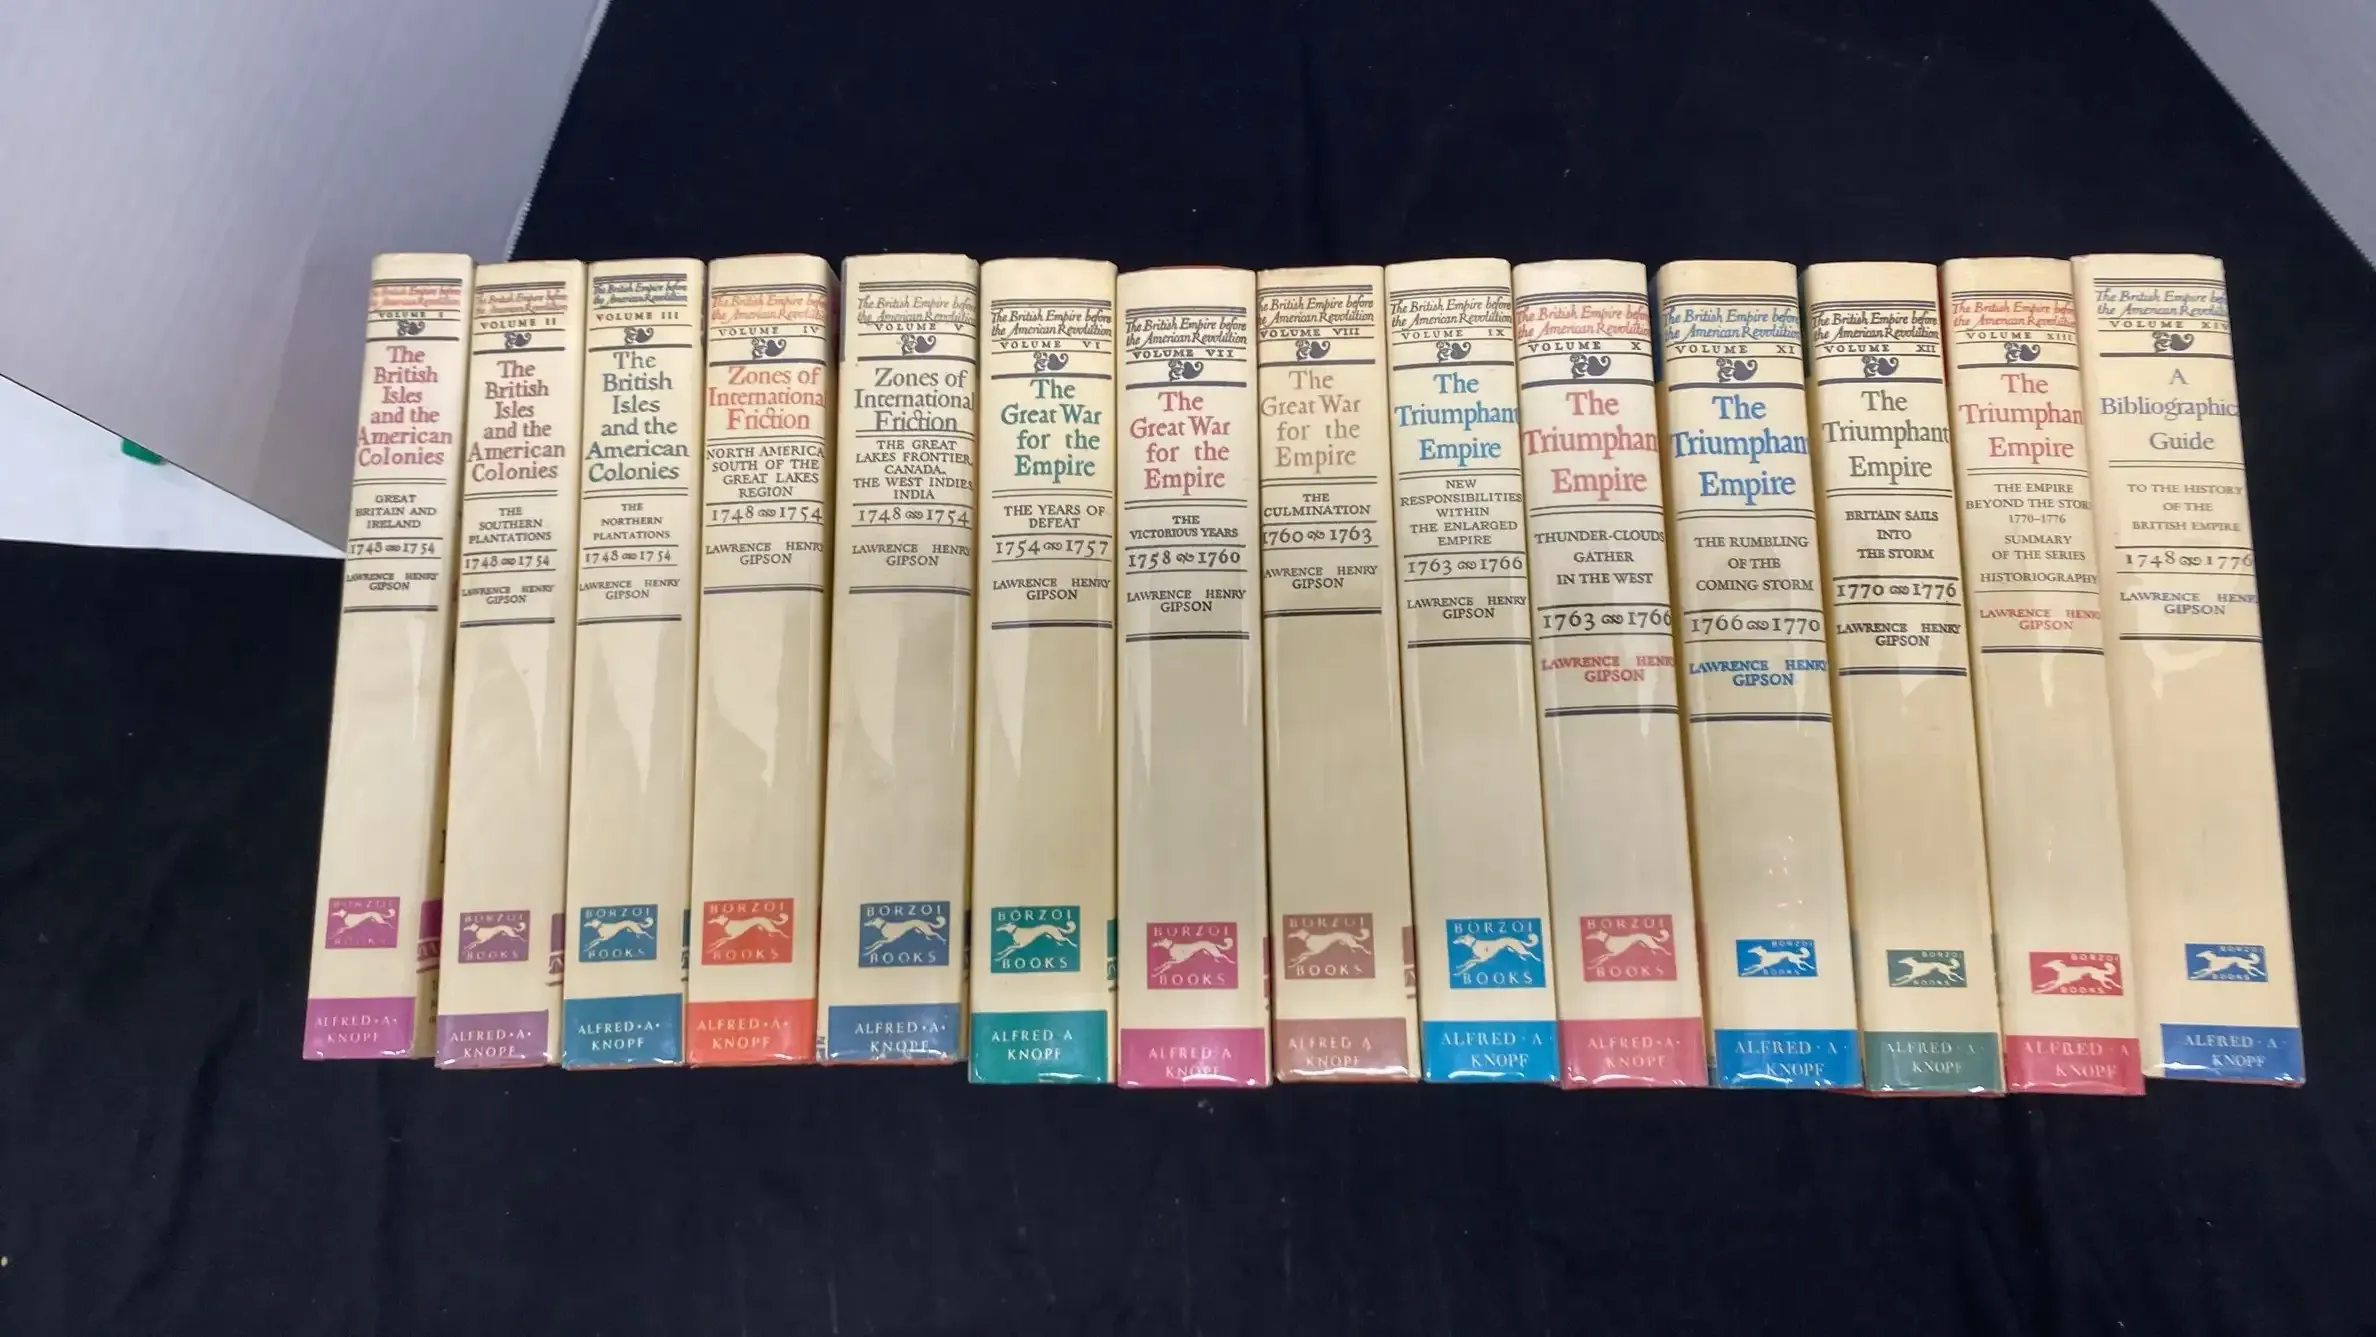 The British Empire before
the American Revolution
VOLUME I
The
British
Isles
and the
American
Colonies
GREAT
BRITAIN AND
IRELAND
1748 1754
LAWRENCE HENRY
GIPSON
BORZOI
BOOKS
ALFRED·A·
KNOPF
The British Empire before
the American Revolution
VOLUME II
The
British
Isles
and the
American
Colonies
THE
SOUTHERN
PLANTATIONS
1748 1754
LAWRENCE HENRY
GIPSON
BORZOI
BOOKS
ALFRED·A·
KNOPF
The British Empire before
the American Revolution
VOLUME III
The
British
Isles
and the
American
Colonies
THE
NORTHERN
PLANTATIONS
1748 1754
LAWRENCE HENRY
GIPSON
BORZOI
BOOKS
ALFRED·A·
KNOPF
The British Empire before
the American Revolution
VOLUME IV
Zones of
International
Friction
NORTH AMERICA
SOUTH OF THE
GREAT LAKES
REGION
1748 1754
LAWRENCE HENRY
GIPSON
BORZOI
BOOKS
ALFRED·A·
KNOPF
The British Empire before
the American Revolution
VOLUME V
Zones of
International
Friction
THE GREAT
LAKES FRONTIER,
CANADA,
THE WEST INDIES,
INDIA
1748 1754
LAWRENCE HENRY
GIPSON
BORZOI
BOOKS
ALFRED·A·
KNOPF
The British Empire before
the American Revolution
VOLUME VI
The
Great War
for the
Empire
THE YEARS OF
DEFEAT
1754 1757
LAWRENCE HENRY
GIPSON
BORZOI
BOOKS
ALFRED·A
KNOPF
The British Empire before
the American Revolution
VOLUME VII
The
Great War
for the
Empire
THE
VICTORIOUS YEARS
1758 1760
LAWRENCE HENRY
GIPSON
BORZOI
BOOKS
ALFRED·A
KNOPF
The British Empire before
the American Revolution
VOLUME VIII
The
Great War
for the
Empire
THE
CULMINATION
1760 1763
LAWRENCE HENRY
GIPSON
BORZOI
BOOKS
ALFRED A
KNOPF
The British Empire before
the American Revolution
VOLUME IX
The
Triumphant
Empire
NEW
RESPONSIBILITIES
WITHIN
THE ENLARGED
EMPIRE
1763 1766
LAWRENCE HENRY
GIPSON
BORZOI
BOOKS
ALFRED·A·
KNOPF
The British Empire before
the American Revolution
VOLUME X
The
Triumphan
Empire
THUNDER-CLOUDS
GATHER
IN THE WEST
1763 1766
LAWRENCE HENRY
GIPSON
BORZOI
BOOKS
ALFRED·A·
KNOPF
The British Empire before
the American Revolution
VOLUME XI
The
Triumphan
Empire
THE RUMBLING
OF THE
COMING STORM
1766 1770
LAWRENCE HENRY
GIPSON
BORZOI
BOOKS
ALFRED·A·
KNOPF
The British Empire before
the American Revolution
VOLUME XII
The
Triumphant
Empire
BRITAIN SAILS
INTO
THE STORM
1770 1776
LAWRENCE HENRY
GIPSON
BORZOI
BOOKS
ALFRED·A·
KNOPF
The British Empire before
the American Revolution
VOLUME XIII
The
Triumphan
Empire
THE EMPIRE
BEYOND THE STOR
1770–1776
SUMMARY
OF THE SERIES
HISTORIOGRAPHY
LAWRENCE HENR
GIPSON
BORZOI
BOOKS
ALFRED·A
KNOPF
The British Empire be
the American Revolut
VOLUME XIV
A
Bibliographic
Guide
TO THE HISTORY
OF THE
BRITISH EMPIRE
1748 1776
LAWRENCE HENR
GIPSON
BORZOI
BOOKS
ALFRED·A·
KNOPF